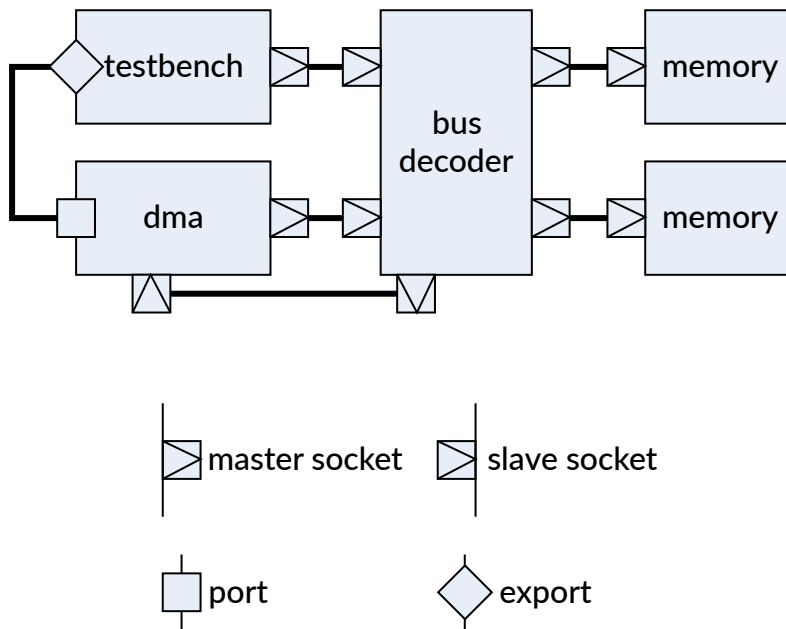 testbench
bus
decoder
memory
dma
memory
master socket
slave socket
port
export